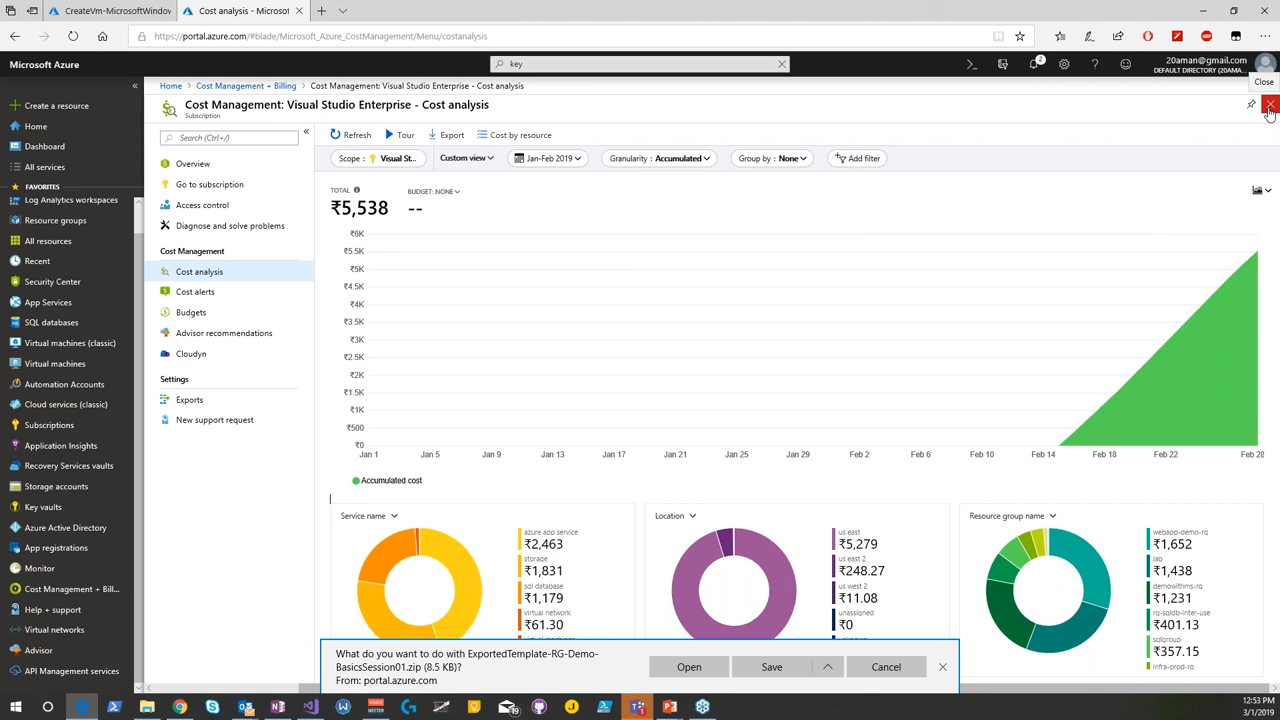 CreateVm-MicrosoftWindow
Cost analysis - Microsof
https://portal.azure.com/#blade/Microsoft_Azure_CostManagement/Menu/costanalysis
Microsoft Azure
key
2
20aman@gmail.com
DEFAULT DIRECTORY (20AMA...
Close
Home
Cost Management + Billing
Cost Management: Visual Studio Enterprise - Cost analysis
Cost Management: Visual Studio Enterprise - Cost analysis
Subscription
Create a resource
Home
Dashboard
All services
FAVORITES
Log Analytics workspaces
Resource groups
All resources
Recent
Security Center
App Services
SQL databases
Virtual machines (classic)
Virtual machines
Automation Accounts
Cloud services (classic)
Subscriptions
Application Insights
Recovery Services vaults
Storage accounts
Key vaults
Azure Active Directory
App registrations
Monitor
Cost Management + Bill...
Help + support
Virtual networks
Advisor
API Management services
Search (Ctrl+/)
Overview
Go to subscription
Access control
Diagnose and solve problems
Cost Management
Cost analysis
Cost alerts
Budgets
Advisor recommendations
Cloudyn
Settings
Exports
New support request
Refresh
Tour
Export
Cost by resource
Scope : Visual St...
Custom view
Jan-Feb 2019
Granularity : Accumulated
Group by : None
Add filter
TOTAL
₹5,538
BUDGET: NONE
--
₹6K
₹5.5K
₹5K
₹4.5K
₹4K
₹3.5K
₹3K
₹2.5K
₹2K
₹1.5K
₹1K
₹500
₹0
Jan 1
Jan 5
Jan 9
Jan 13
Jan 17
Jan 21
Jan 25
Jan 29
Feb 2
Feb 6
Feb 10
Feb 14
Feb 18
Feb 22
Feb 28
Accumulated cost
Service name
azure app service
₹2,463
storage
₹1,831
sql database
₹1,179
virtual network
₹61.30
Location
us east
₹5,279
us east 2
₹248.27
us west 2
₹11.08
unassigned
₹0
Resource group name
webapp-demo-rg
₹1,652
lab
₹1,438
demowithms-rg
₹1,231
rg-sqldb-inter-use
₹401.13
sqlgroup
₹357.15
infra-prod-rg
What do you want to do with ExportedTemplate-RG-Demo-
BasicsSession01.zip (8.5 KB)?
From: portal.azure.com
Open
Save
Cancel
12:53 PM
3/1/2019